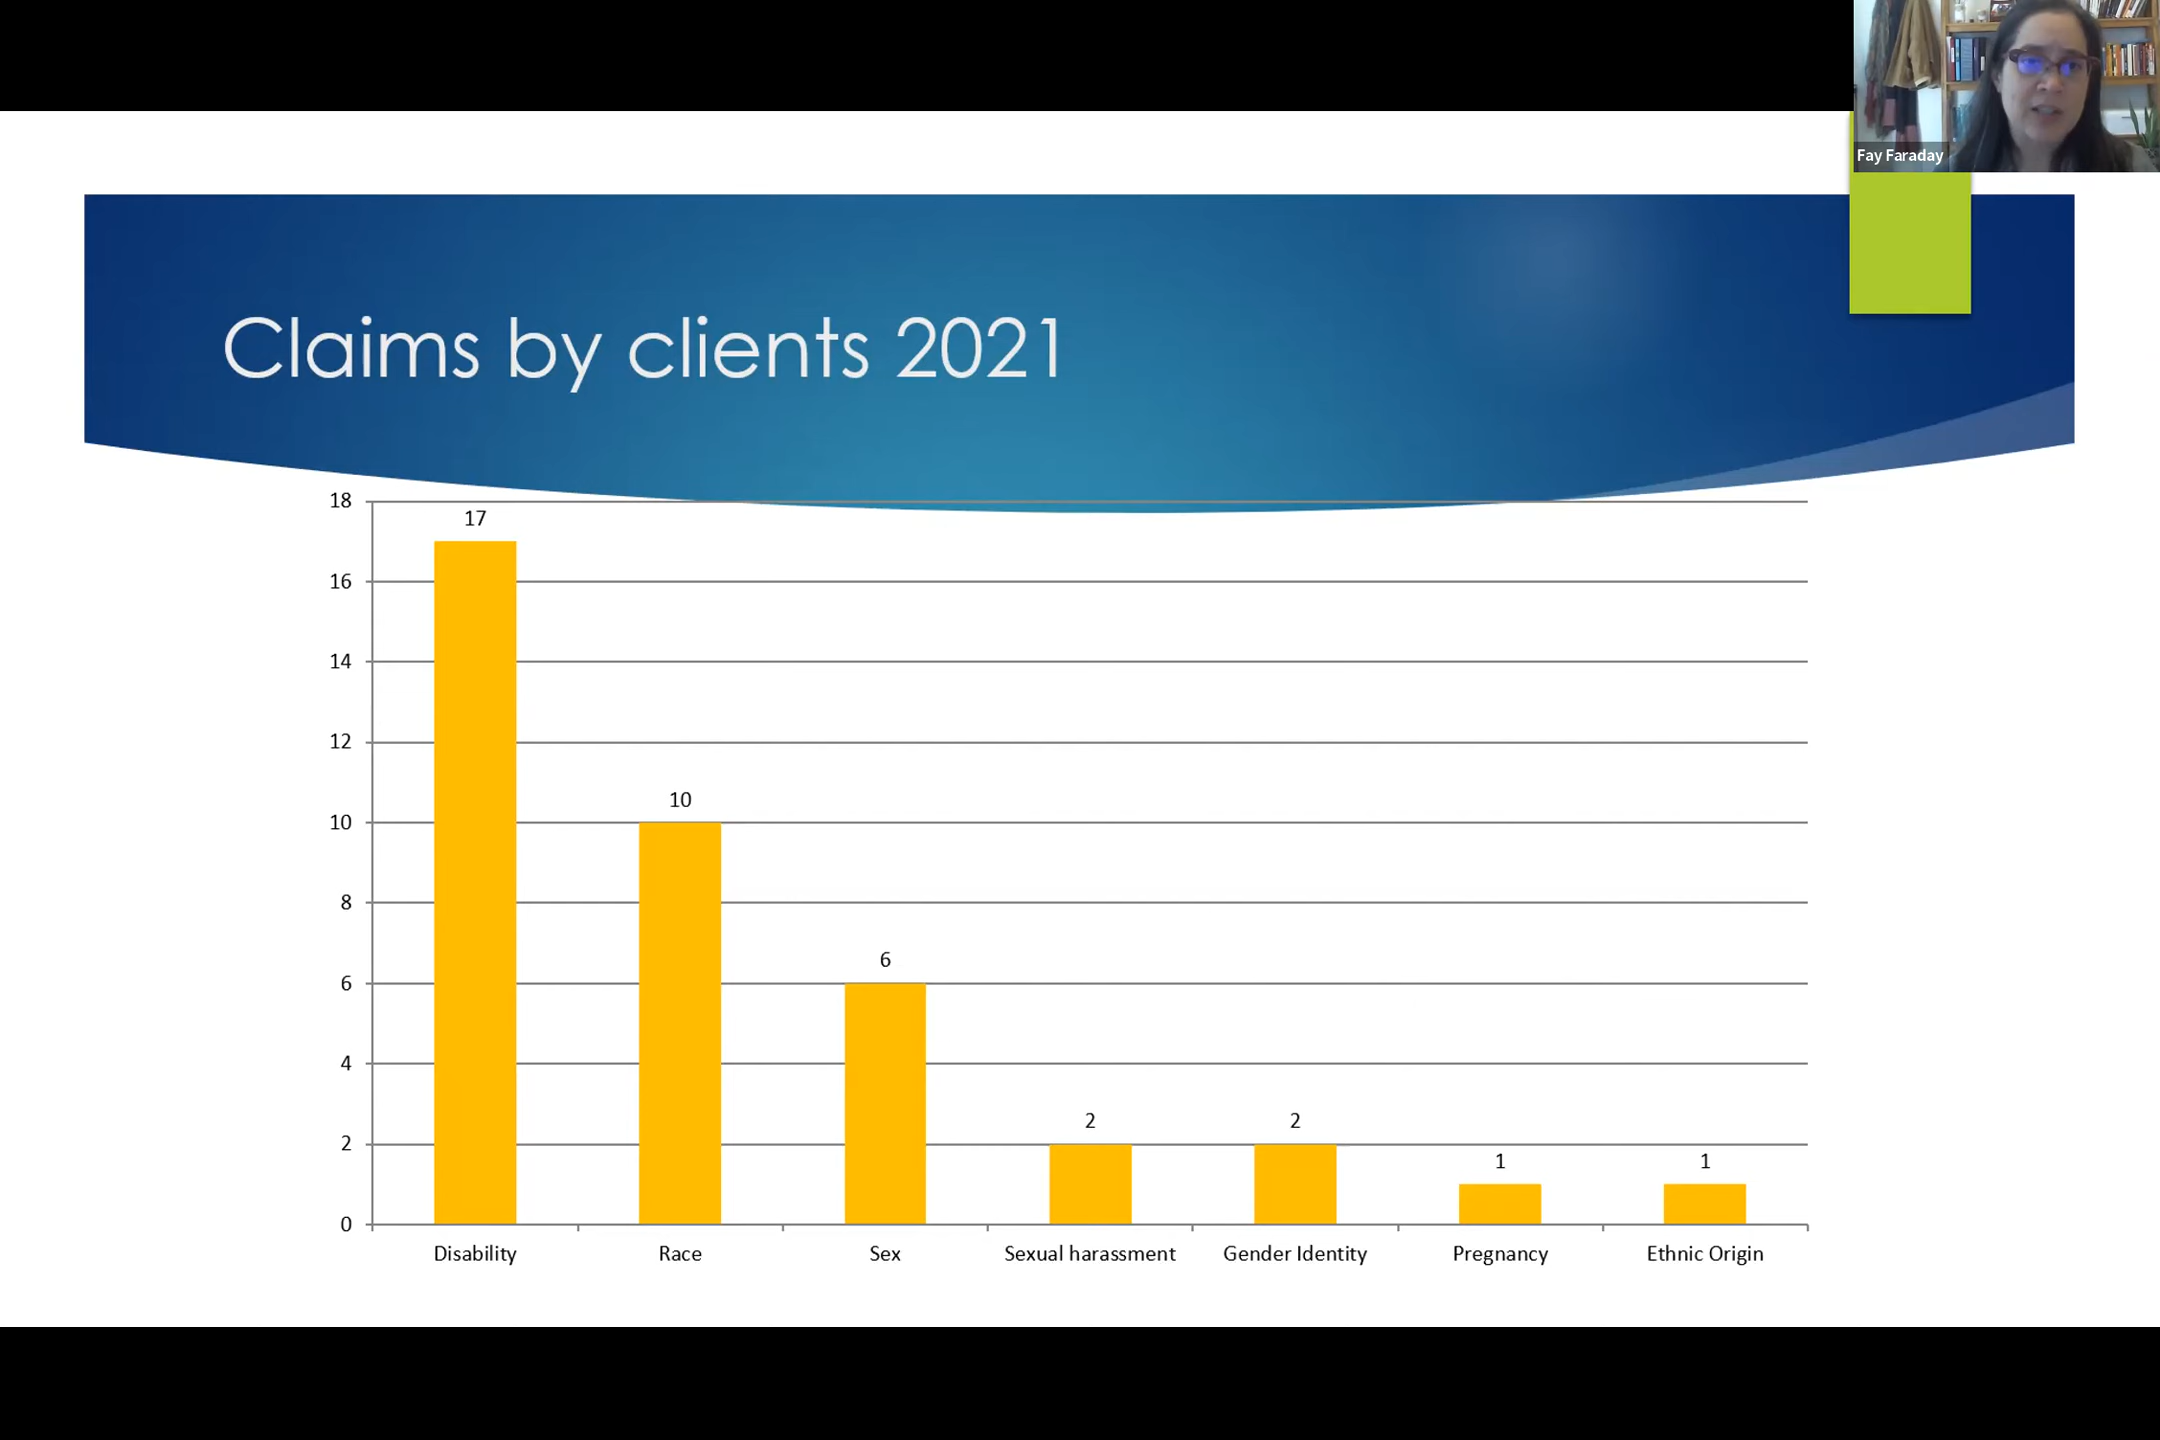 Fay Faraday
Claims by clients 2021
18
16
14
12
10
8
6
4
2
0
17
10
6
2
2
1
1
Disability
Race
Sex
Sexual harassment
Gender Identity
Pregnancy
Ethnic Origin